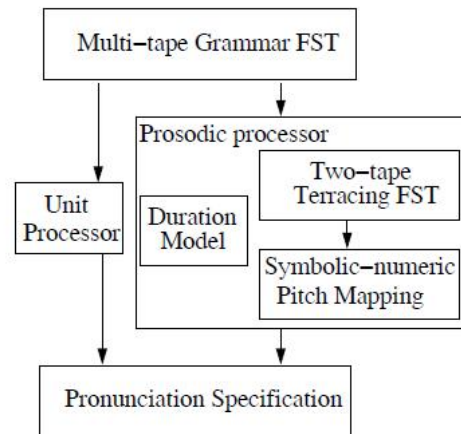 Multi−tape Grammar FST
Prosodic processor
Unit
Processor
Duration
Model
Two−tape
Terracing FST
Symbolic−numeric
Pitch Mapping
Pronunciation Specification